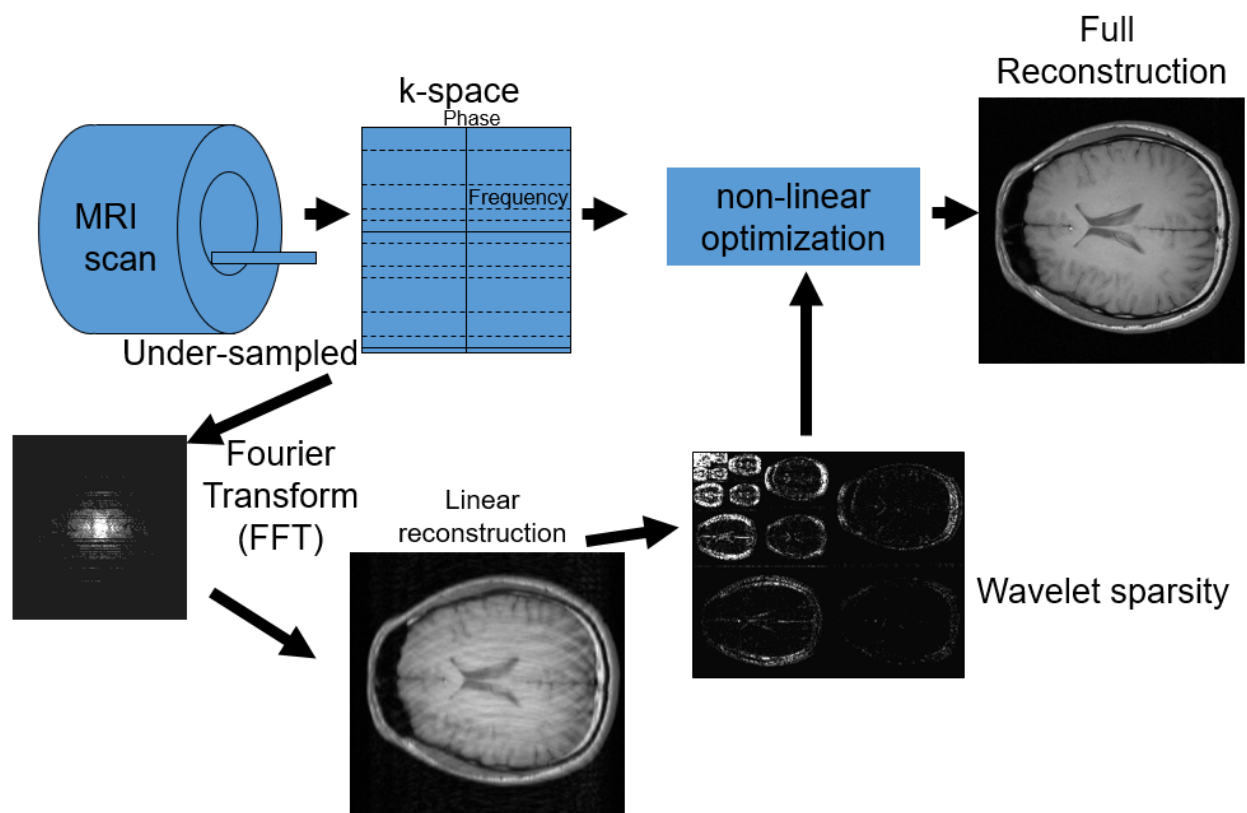 Full
Reconstruction
k-space
Phase
Frequency
MRI
scan
non-linear
optimization
Under-sampled
Fourier
Transform
(FFT)
Linear
reconstruction
Wavelet sparsity